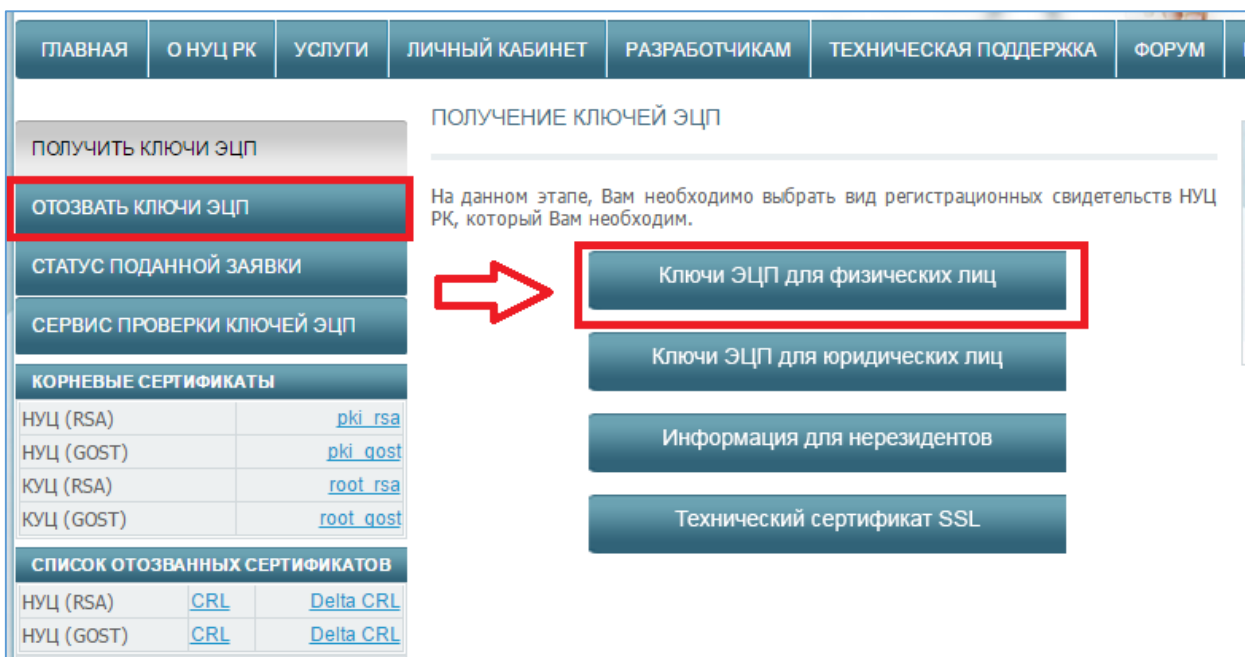 ГЛАВНАЯ
О НУЦ РК
УСЛУГИ
ЛИЧНЫЙ КАБИНЕТ
РАЗРАБОТЧИКАМ
ТЕХНИЧЕСКАЯ ПОДДЕРЖКА
ФОРУМ
ПОЛУЧИТЬ КЛЮЧИ ЭЦП
ОТОЗВАТЬ КЛЮЧИ ЭЦП
СТАТУС ПОДАННОЙ ЗАЯВКИ
СЕРВИС ПРОВЕРКИ КЛЮЧЕЙ ЭЦП
КОРНЕВЫЕ СЕРТИФИКАТЫ
НУЦ (RSA) pki_rsa
НУЦ (GOST) pki_gost
КУЦ (RSA) root_rsa
КУЦ (GOST) root_gost
СПИСОК ОТОЗВАННЫХ СЕРТИФИКАТОВ
НУЦ (RSA) CRL Delta CRL
НУЦ (GOST) CRL Delta CRL
ПОЛУЧЕНИЕ КЛЮЧЕЙ ЭЦП
На данном этапе, Вам необходимо выбрать вид регистрационных свидетельств НУЦ
РК, который Вам необходим.
Ключи ЭЦП для физических лиц
Ключи ЭЦП для юридических лиц
Информация для нерезидентов
Технический сертификат SSL